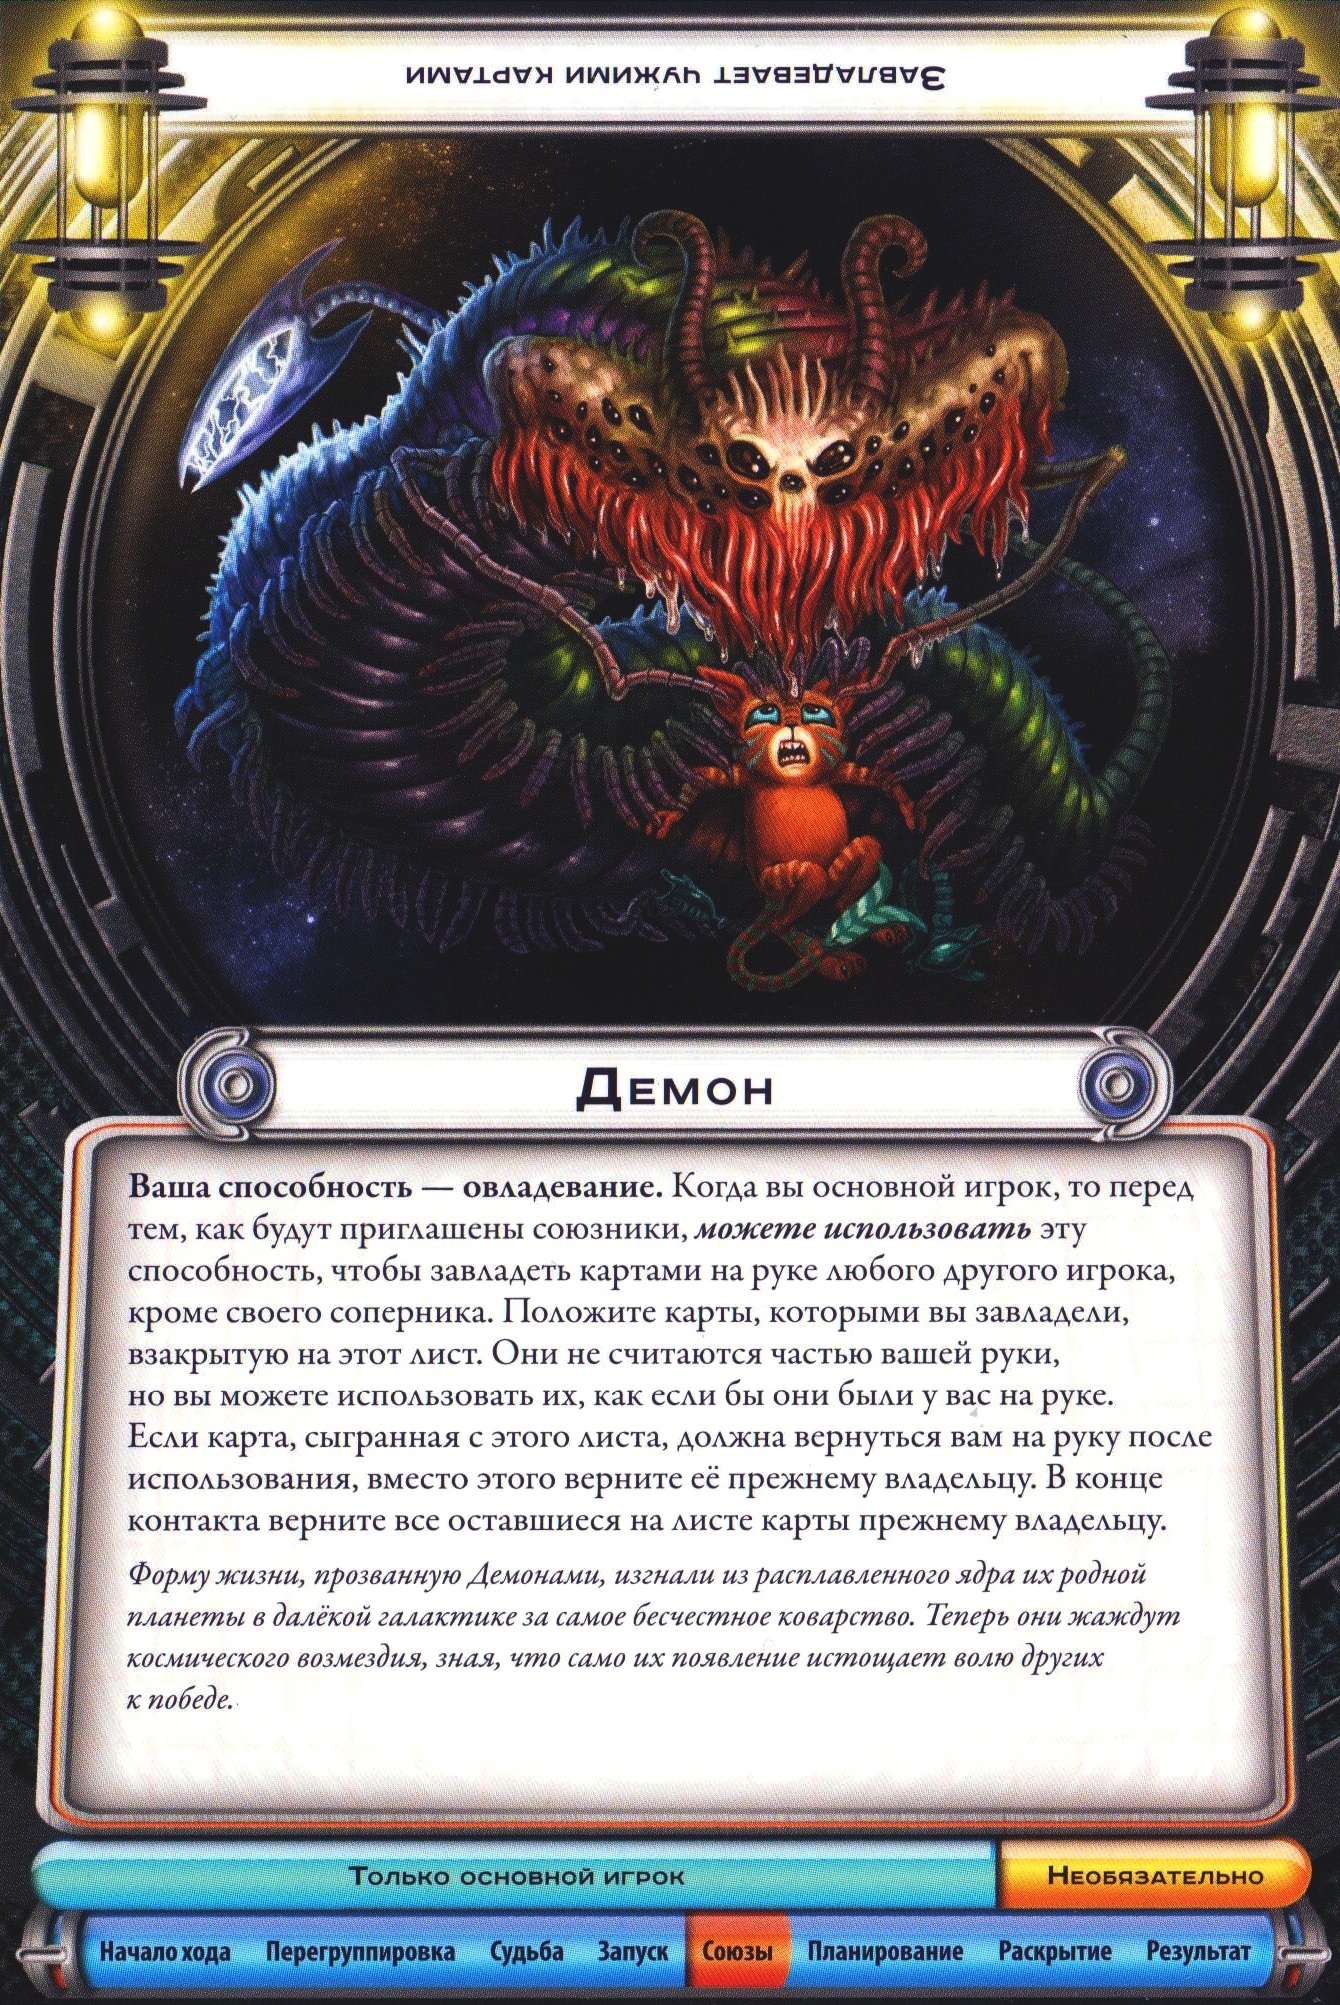 Завладевает чужими картами
Демон
Ваша способность — овладевание. Когда вы основной игрок, то перед
тем, как будут приглашены союзники, можете использовать эту
способность, чтобы завладеть картами на руке любого другого игрока,
кроме своего соперника. Положите карты, которыми вы завладели,
взакрытую на этот лист. Они не считаются частью вашей руки,
но вы можете использовать их, как если бы они были у вас на руке.
Если карта, сыгранная с этого листа, должна вернуться вам на руку после
использования, вместо этого верните её прежнему владельцу. В конце
контакта верните все оставшиеся на листе карты прежнему владельцу.
Форму жизни, прозванную Демонами, изгнали из расплавленного ядра их родной
планеты в далёкой галактике за самое бесчестное коварство. Теперь они жаждут
космического возмездия, зная, что само их появление истощает волю других
к победе.
Только основной игрок Необязательно
Начало хода Перегруппировка Судьба Запуск Союзы Планирование Раскрытие Результат